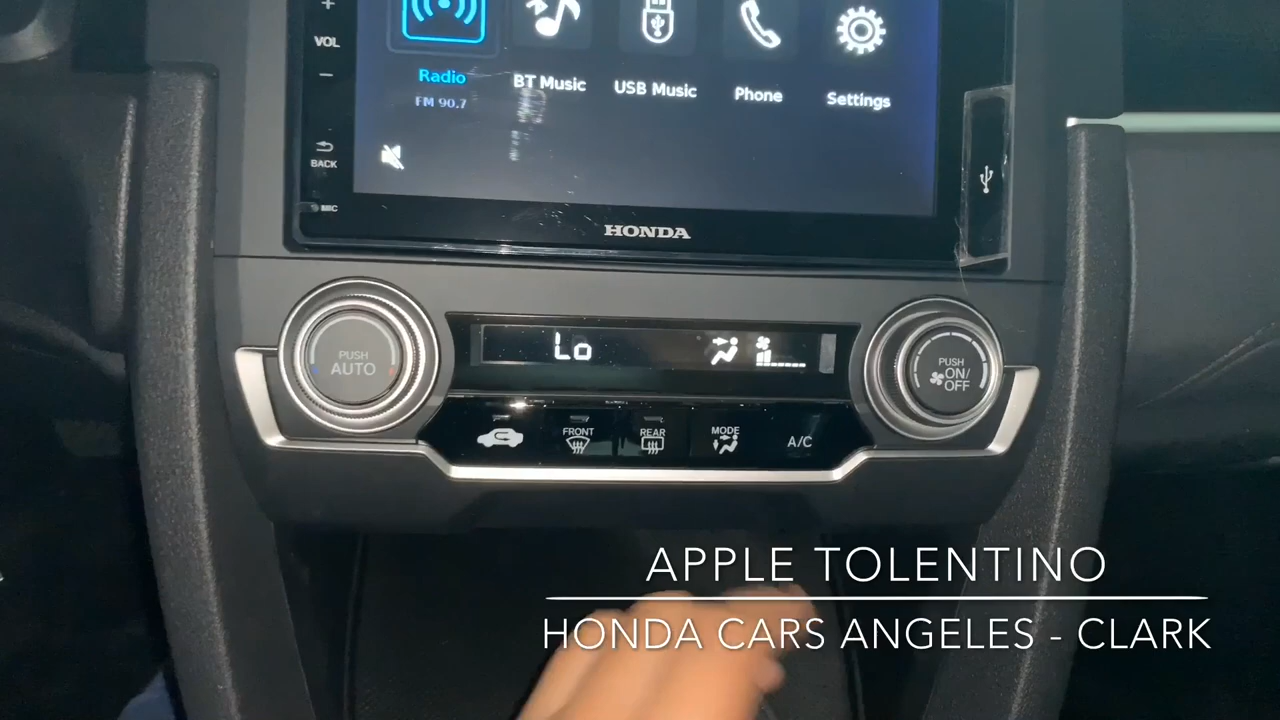 VOL
Radio
BT Music
USB Music
Phone
Settings
FM 90.7
BACK
MIC
HONDA
PUSH
AUTO
Lo
PUSH
ON/
OFF
FRONT
REAR
MODE
A/C
APPLE TOLENTINO
HONDA CARS ANGELES - CLARK